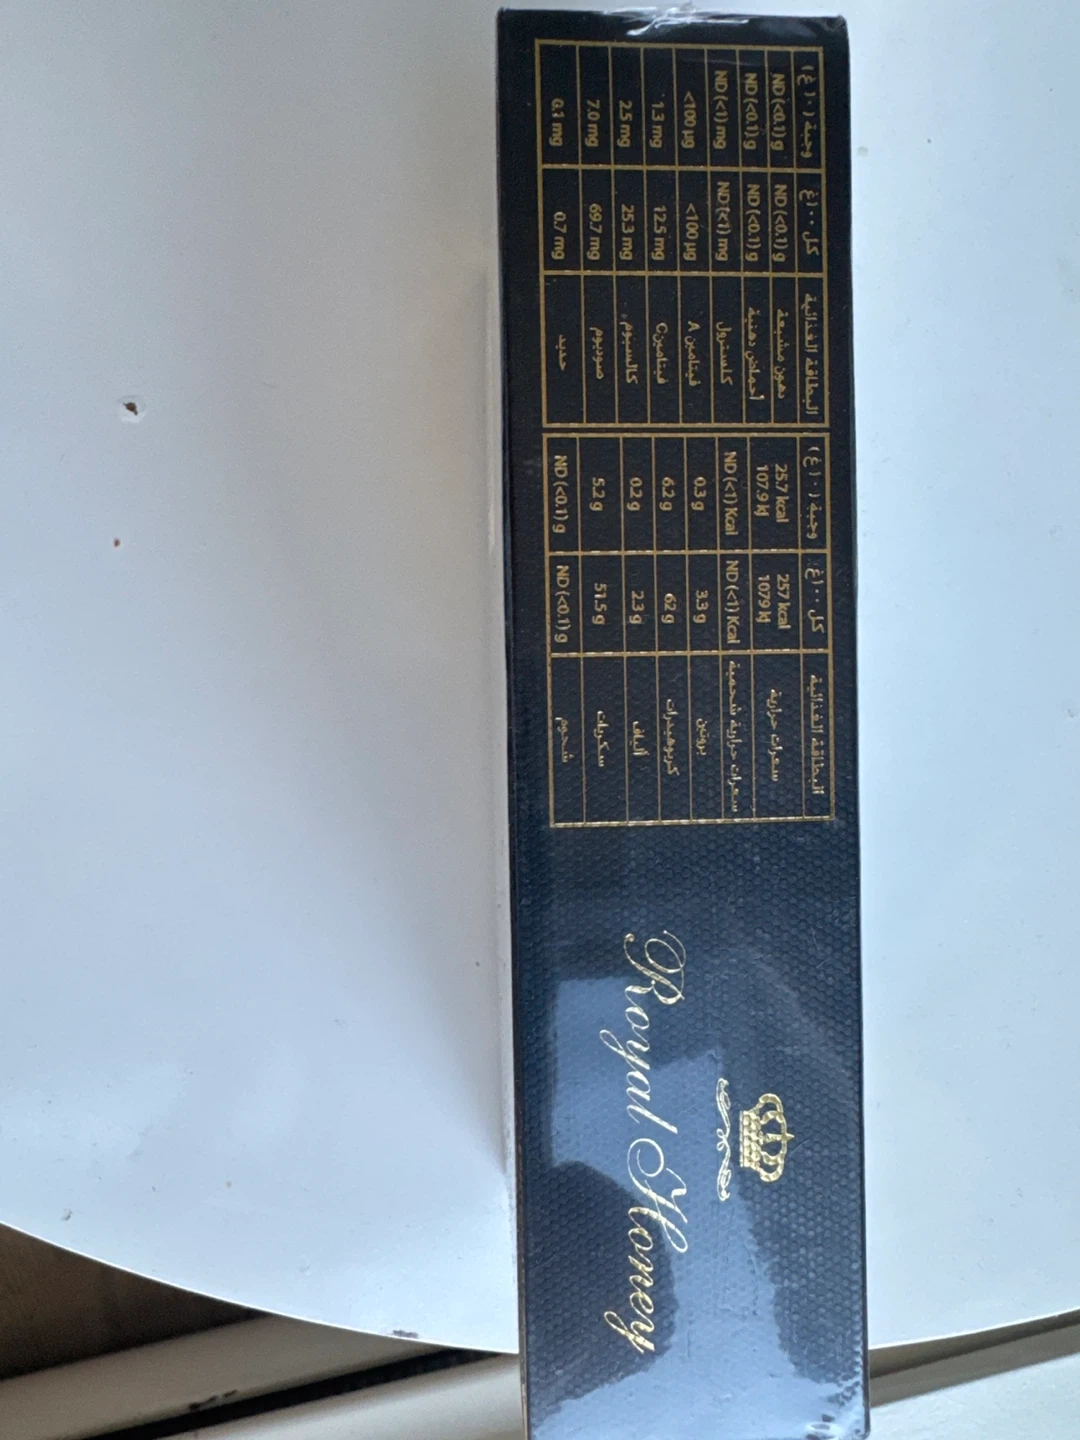 البطاقة الغذائية كل ١٠٠غ وجبة (١٠ غ)
سعرات حرارية 257 kcal 1079 kJ 25.7 kcal 107.9 kJ
سعرات حرارية شحمية ND (<1) Kcal ND (<1) Kcal
بروتين 3.3 g 0.3 g
كربوهيدرات 62 g 6.2 g
ألياف 2.3 g 0.2 g
سكريات 51.5 g 5.2 g
شحوم ND (<0.1) g ND (<0.1) g
البطاقة الغذائية كل ١٠٠غ وجبة (١٠ غ)
دهون مشبعة ND (<0.1) g ND (<0.1) g
أحماض دهنية ND (<0.1) g ND (<0.1) g
كلسترول ND (<1) mg ND (<1) mg
فيتامين A <100 µg <100 µg
فيتامين C 12.5 mg 1.3 mg
كالسيوم 25.3 mg 2.5 mg
صوديوم 69.7 mg 7.0 mg
حديد 0.7 mg 0.1 mg
Royal Honey